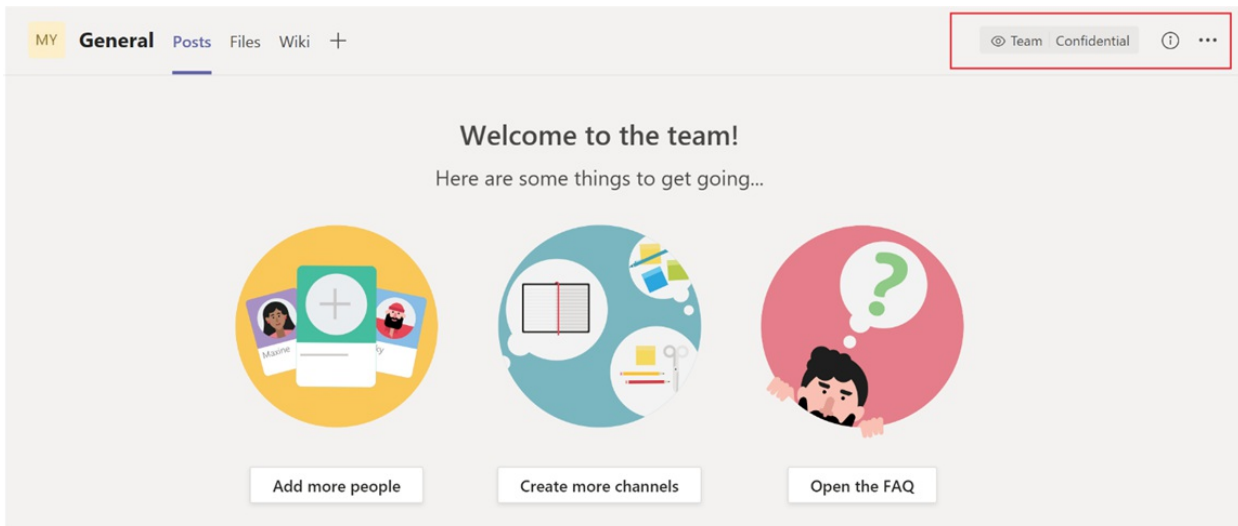 MY General Posts Files Wiki + Team Confidential
Welcome to the team!
Here are some things to get going...
?
Maxine ky
Add more people Create more channels Open the FAQ